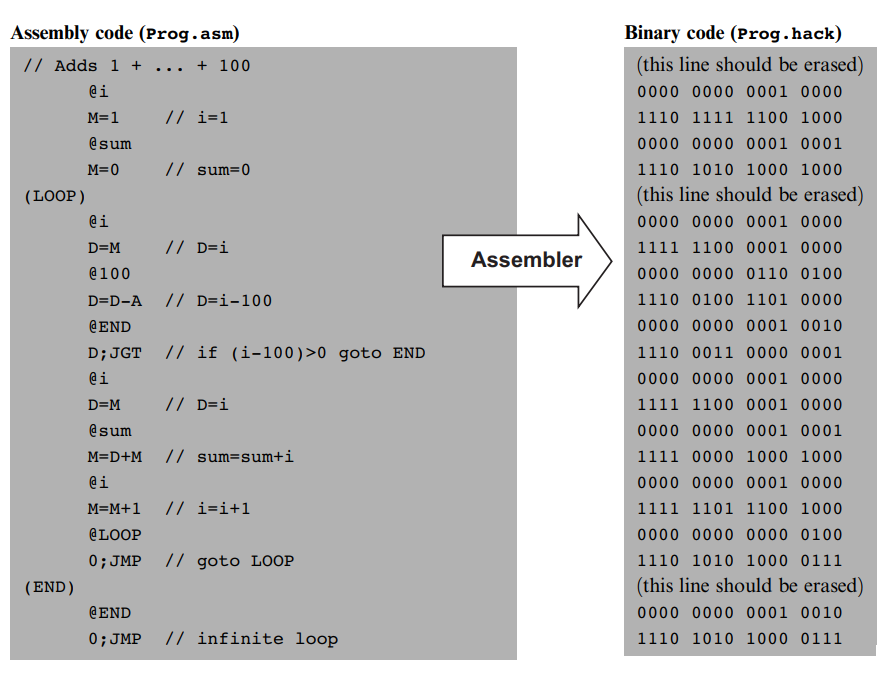 Assembly code (Prog.asm)
// Adds 1 + ... + 100
@i
M=1 // i=1
@sum
M=0 // sum=0
(LOOP)
@i
D=M // D=i
@100
D=D-A // D=i-100
@END
D;JGT // if (i-100)>0 goto END
@i
D=M // D=i
@sum
M=D+M // sum=sum+i
@i
M=M+1 // i=i+1
@LOOP
0;JMP // goto LOOP
(END)
@END
0;JMP // infinite loop
Assembler
Binary code (Prog.hack)
(this line should be erased)
0000 0000 0001 0000
1110 1111 1100 1000
0000 0000 0001 0001
1110 1010 1000 1000
(this line should be erased)
0000 0000 0001 0000
1111 1100 0001 0000
0000 0000 0110 0100
1110 0100 1101 0000
0000 0000 0001 0010
1110 0011 0000 0001
0000 0000 0001 0000
1111 1100 0001 0000
0000 0000 0001 0001
1111 0000 1000 1000
0000 0000 0001 0000
1111 1101 1100 1000
0000 0000 0000 0100
1110 1010 1000 0111
(this line should be erased)
0000 0000 0001 0010
1110 1010 1000 0111